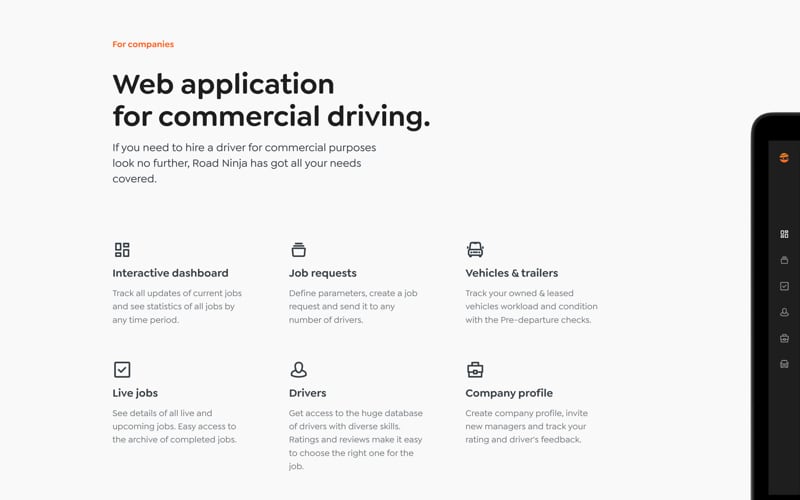 For companies
Web application
for commercial driving.
If you need to hire a driver for commercial purposes
look no further, Road Ninja has got all your needs
covered.
Interactive dashboard
Track all updates of current jobs
and see statistics of all jobs by
any time period.
Job requests
Define parameters, create a job
request and send it to any
number of drivers.
Vehicles & trailers
Track your owned & leased
vehicles workload and condition
with the Pre-departure checks.
Live jobs
See details of all live and
upcoming jobs. Easy access to
the archive of completed jobs.
Drivers
Get access to the huge database
of drivers with diverse skills.
Ratings and reviews make it easy
to choose the right one for the
job.
Company profile
Create company profile, invite
new managers and track your
rating and driver's feedback.